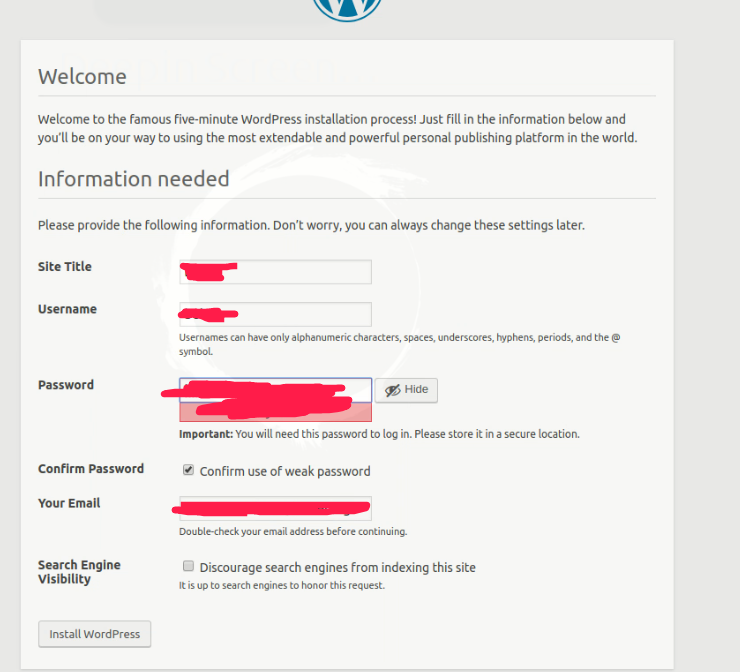 Welcome
Welcome to the famous five-minute WordPress installation process! Just fill in the information below and
you'll be on your way to using the most extendable and powerful personal publishing platform in the world.
Information needed
Please provide the following information. Don't worry, you can always change these settings later.
Site Title
Username
Usernames can have only alphanumeric characters, spaces, underscores, hyphens, periods, and the @
symbol.
Password
Hide
Important: You will need this password to log in. Please store it in a secure location.
Confirm Password
Confirm use of weak password
Your Email
Double-check your email address before continuing.
Search Engine
Visibility
Discourage search engines from indexing this site
It is up to search engines to honor this request.
Install WordPress